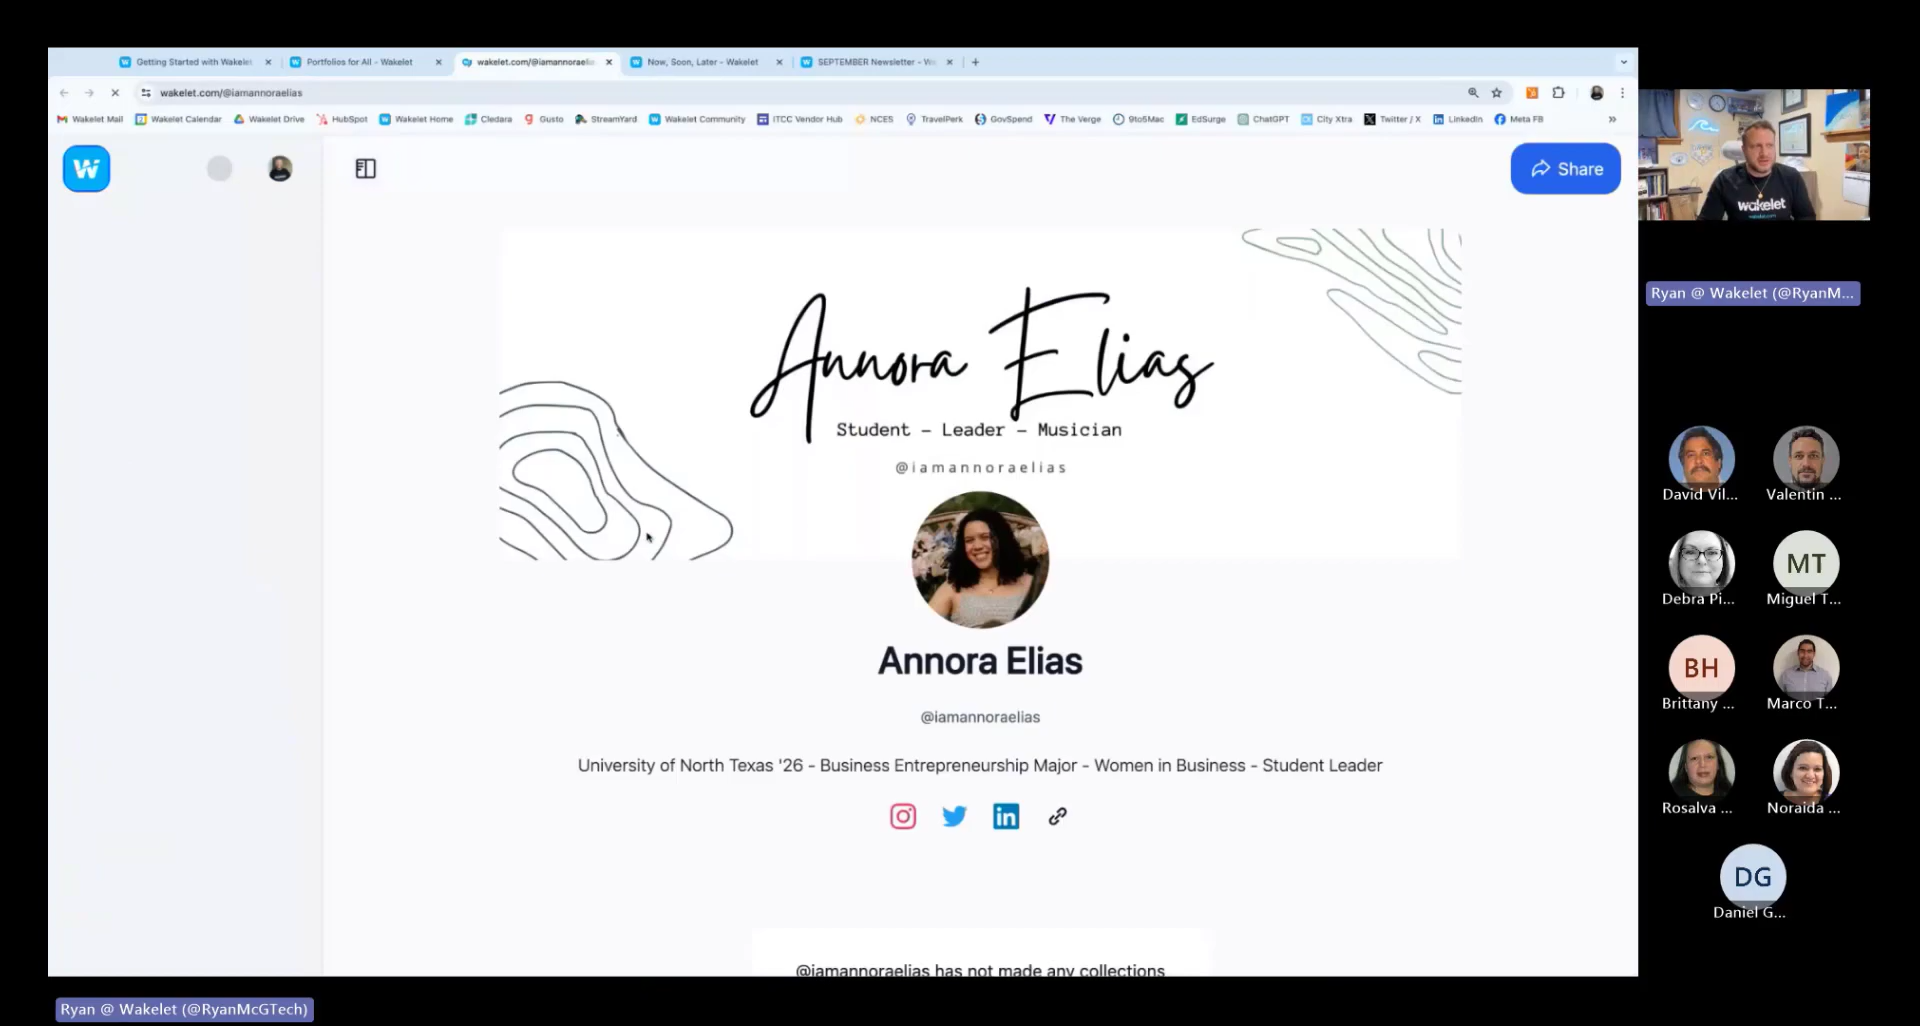 Getting Started with Wakelet
Portfolios for All - Wakelet
wakelet.com/@iamannoraelias
Now, Soon, Later - Wakelet
SEPTEMBER Newsletter - W
wakelet.com/@iamannoraelias
Wakelet Mail
Wakelet Calendar
Wakelet Drive
HubSpot
Wakelet Home
Cledara
Gusto
StreamYard
Wakelet Community
ITCC Vendor Hub
NCES
TravelPerk
GovSpend
The Verge
9to5Mac
EdSurge
ChatGPT
City Xtra
Twitter / X
LinkedIn
Meta FB
W
Share
Annora Elias
Student - Leader - Musician
@iamannoraelias
Annora Elias
@iamannoraelias
University of North Texas '26 - Business Entrepreneurship Major - Women in Business - Student Leader
in
@iamannoraelias has not made any collections
wakelet
Ryan @ Wakelet (@RyanM...
David Vil...
Valentin ...
Debra Pi...
MT
Miguel T...
BH
Brittany ...
Marco T...
Rosalva ...
Noraida ...
DG
Daniel G...
Ryan @ Wakelet (@RyanMcGTech)